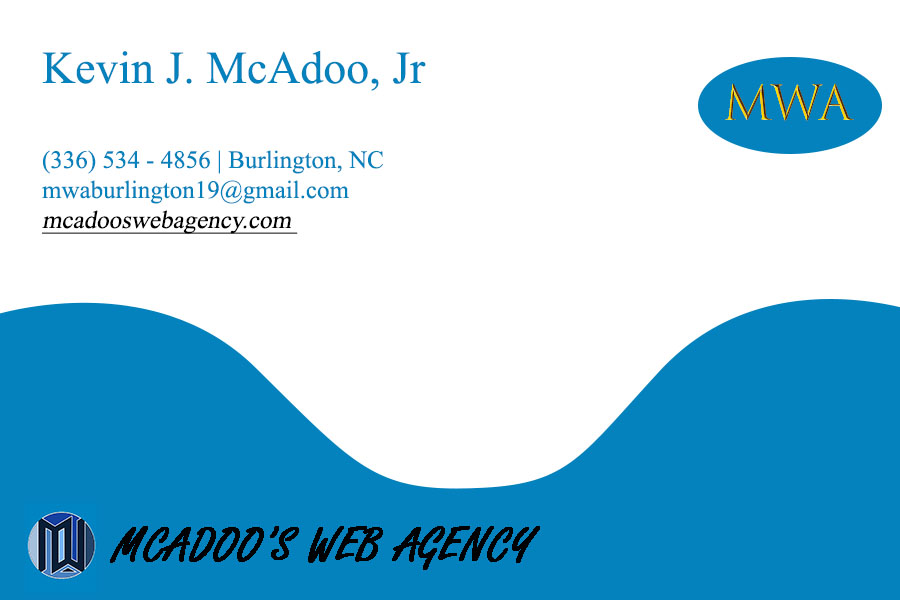 Kevin J. McAdoo, Jr
MWA
(336) 534 - 4856 | Burlington, NC
mwaburlington19@gmail.com
mcadooswebagency.com
MCADOO'S WEB AGENCY